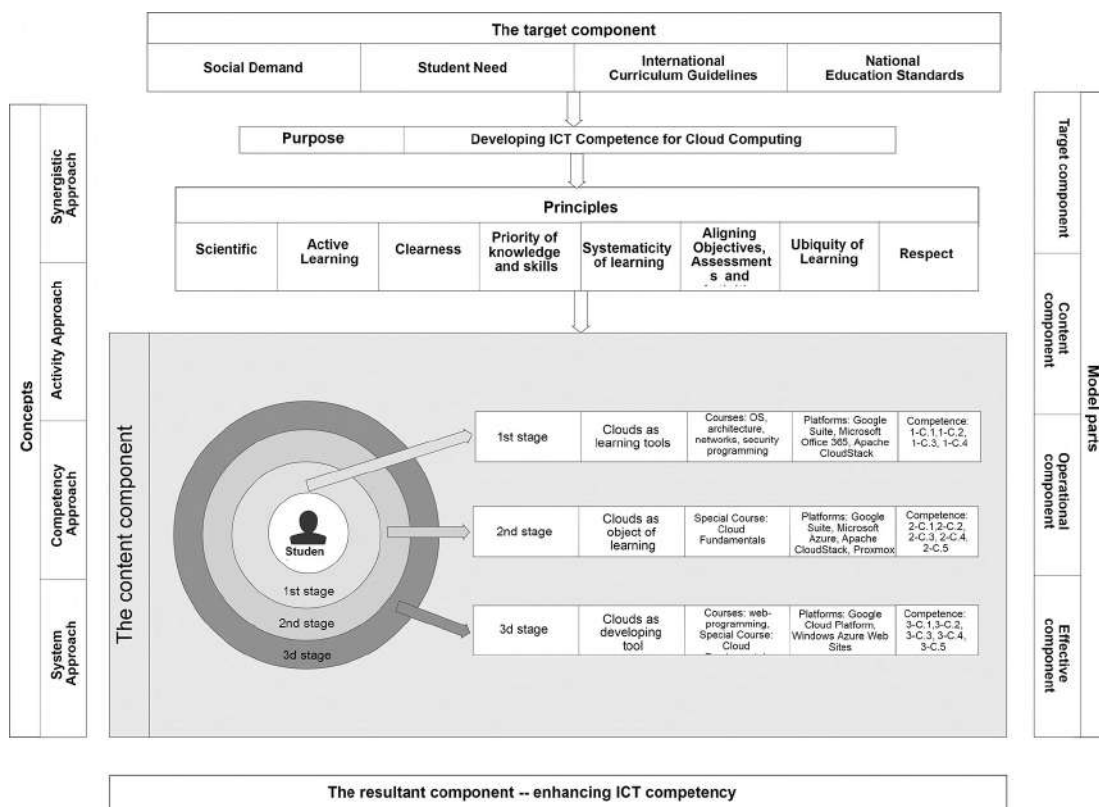 The target component
Social Demand
Student Need
International
Curriculum Guidelines
National
Education Standards
Purpose
Developing ICT Competence for Cloud Computing
Principles
Scientific
Active
Learning
Clearness
Priority of
knowledge
and skills
Systematicity
of learning
Aligning
Objectives,
Assessment
s and
Ubiquity of
Learning
Respect
Concepts
Synergistic
Approach
Activity Approach
Competency
Approach
System
Approach
The content component
Studen
1st stage
2nd stage
3d stage
1st stage
Clouds as
learning tools
Courses: OS,
architecture,
networks, security
programming
Platforms: Google
Suite, Microsoft
Office 365, Apache
CloudStack
Competence:
1-C.1,1-C.2,
1-C.3, 1-C.4
2nd stage
Clouds as
object of
learning
Special Course:
Cloud
Fundamentals
Platforms: Google
Suite, Microsoft
Azure, Apache
CloudStack, Proxmox
Competence:
2-C.1,2-C.2,
2-C.3, 2-C.4,
2-C.5
3d stage
Clouds as
developing
tool
Courses: web-
programming,
Special Course:
Cloud
Platforms: Google
Cloud Platform,
Windows Azure Web
Sites
Competence:
3-C.1,3-C.2,
3-C.3, 3-C.4,
3-C.5
Target component
Content
component
Operational
component
Effective
component
Model parts
The resultant component -- enhancing ICT competency